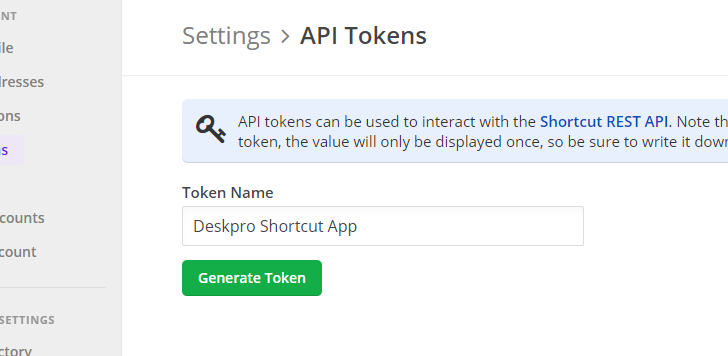 NT
ile
dresses
ons
s
counts
count
SETTINGS
ctory
Settings > API Tokens
API tokens can be used to interact with the Shortcut REST API. Note th
token, the value will only be displayed once, so be sure to write it down
Token Name
Deskpro Shortcut App
Generate Token